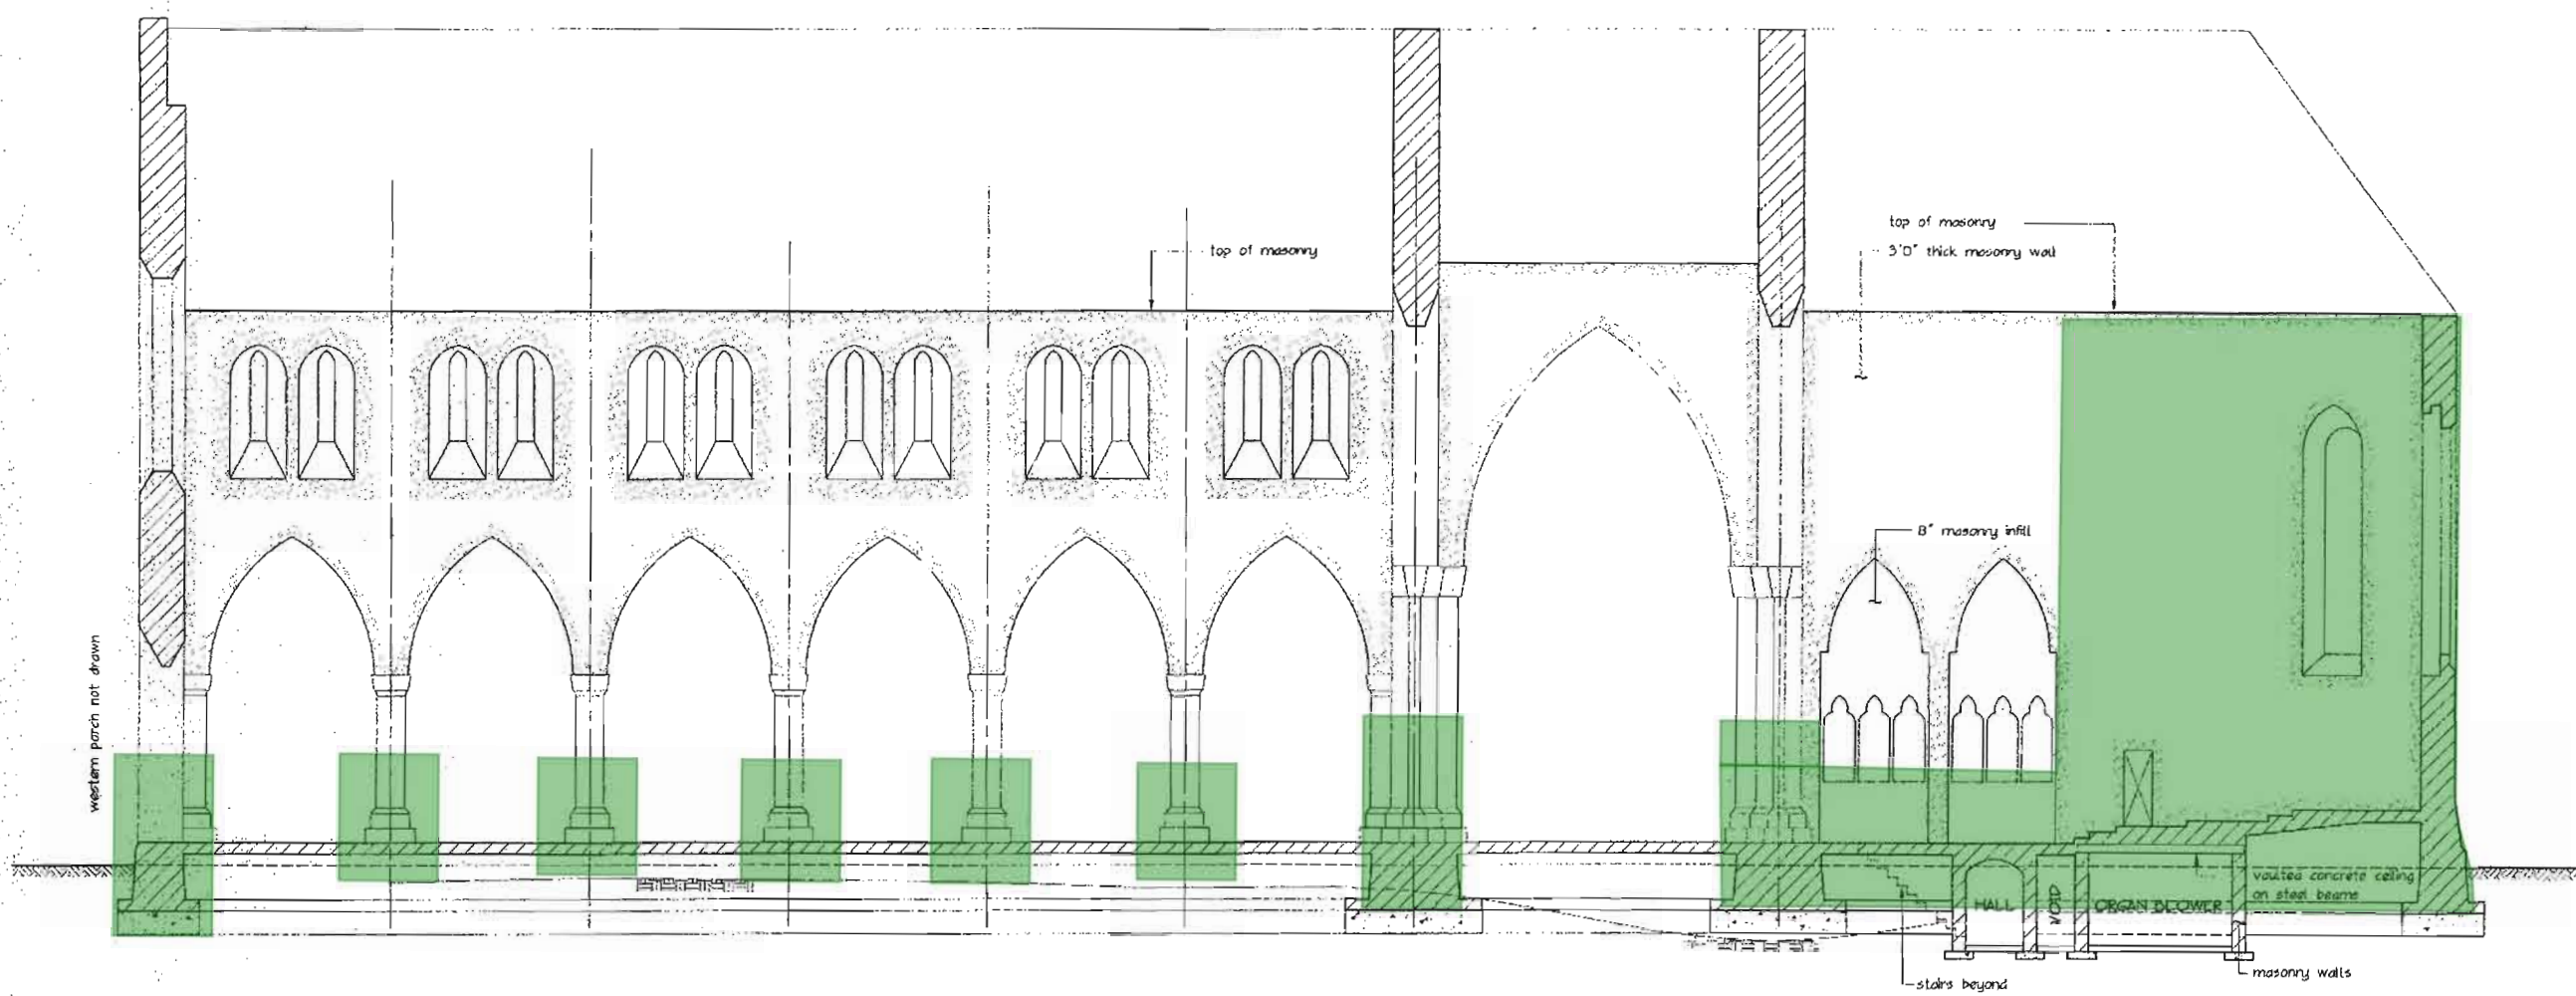 top of masonry
3'0" thick masonry wall
top of masonry
8" masonry infill
western porch not drawn
vaulted concrete ceiling
on steel beams
HALL
VOID
ORGAN BLOWER
masonry walls
stairs beyond